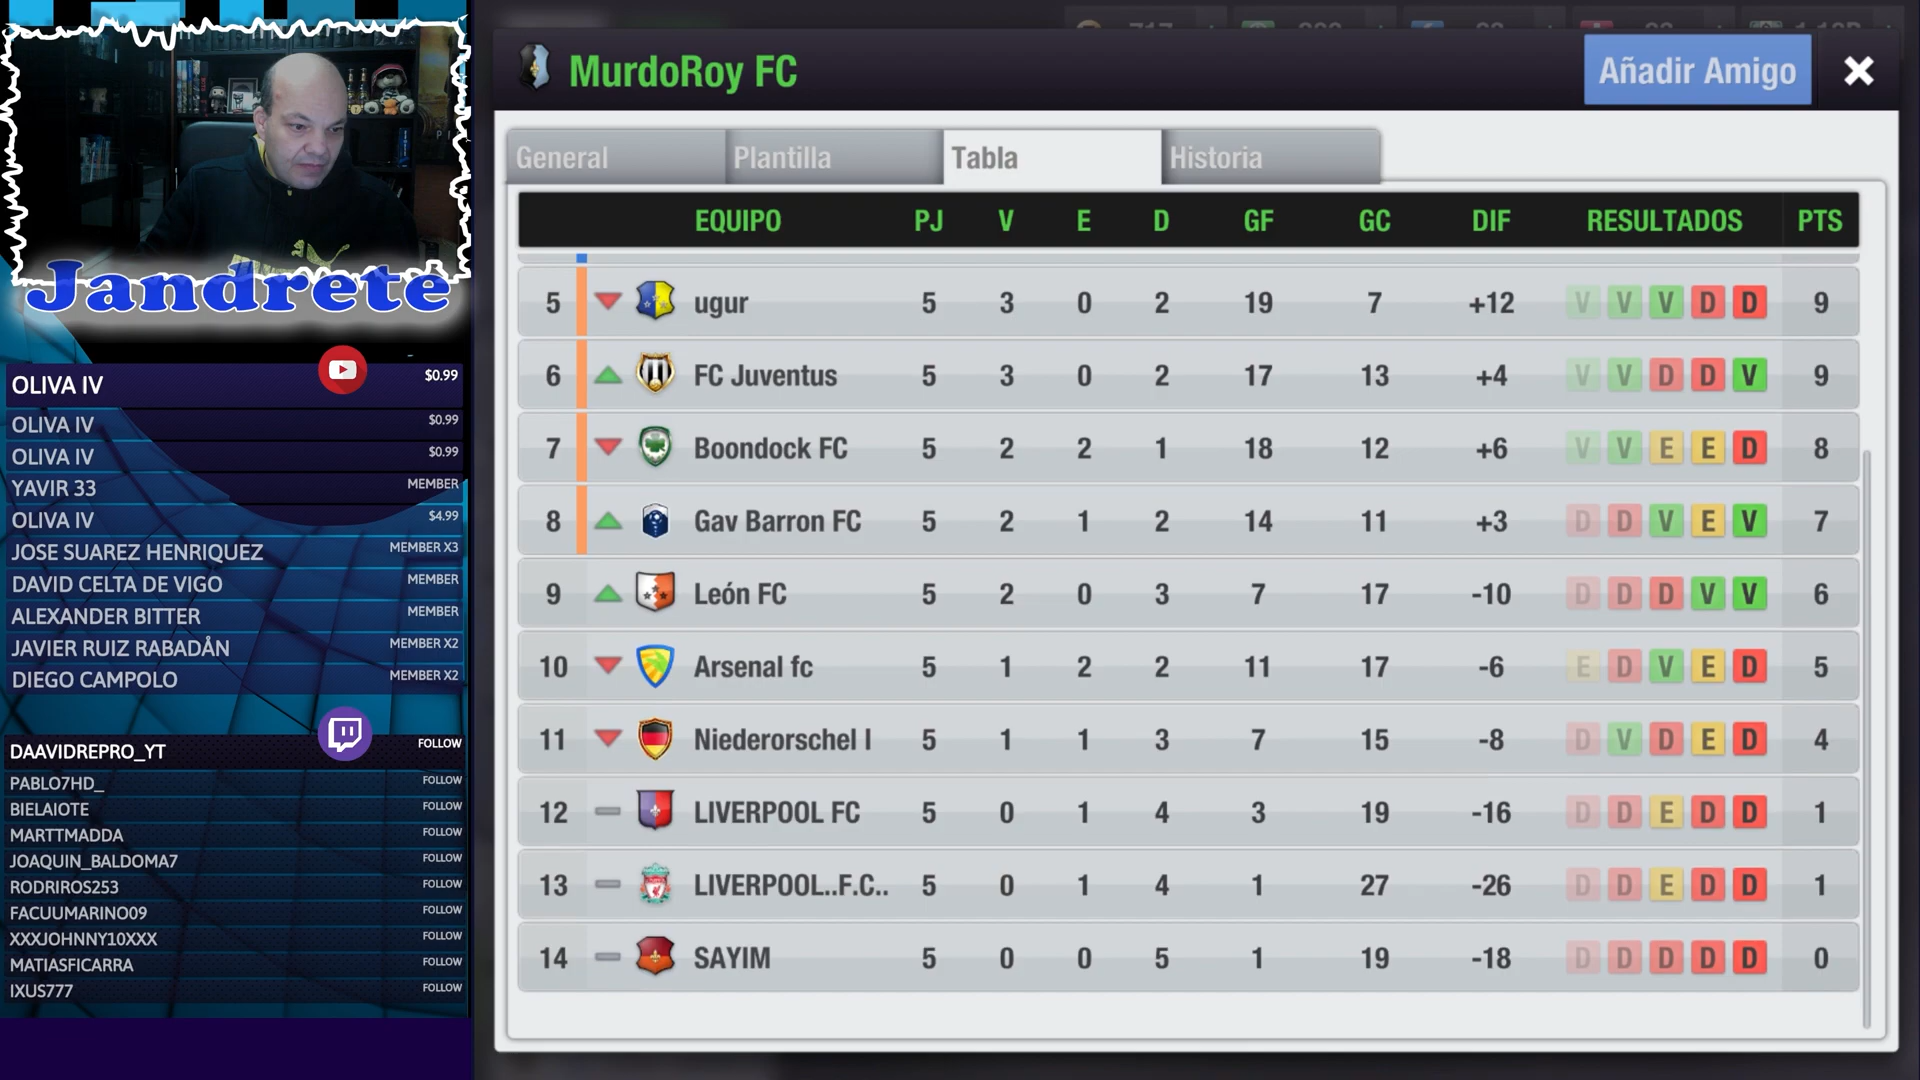 MurdoRoy FC
Añadir Amigo
General Plantilla Tabla Historia
EQUIPO PJ V E D GF GC DIF RESULTADOS PTS
5 ugur 5 3 0 2 19 7 +12 V V V D D 9
6 FC Juventus 5 3 0 2 17 13 +4 V V D D V 9
7 Boondock FC 5 2 2 1 18 12 +6 V V E E D 8
8 Gav Barron FC 5 2 1 2 14 11 +3 D D V E V 7
9 León FC 5 2 0 3 7 17 -10 D D D V V 6
10 Arsenal fc 5 1 2 2 11 17 -6 E D V E D 5
11 Niederorschel I 5 1 1 3 7 15 -8 D V D E D 4
12 LIVERPOOL FC 5 0 1 4 3 19 -16 D D E D D 1
13 LIVERPOOL..F.C.. 5 0 1 4 1 27 -26 D D E D D 1
14 SAYIM 5 0 0 5 1 19 -18 D D D D D 0
Jandrete
OLIVA IV $0.99
OLIVA IV $0.99
OLIVA IV $0.99
YAVIR 33 MEMBER
OLIVA IV $4.99
JOSE SUAREZ HENRIQUEZ MEMBER X3
DAVID CELTA DE VIGO MEMBER
ALEXANDER BITTER MEMBER
JAVIER RUIZ RABADÅN MEMBER X2
DIEGO CAMPOLO MEMBER X2
DAAVIDREPRO_YT FOLLOW
PABLO7HD_ FOLLOW
BIELAIOTE FOLLOW
MARTTMADDA FOLLOW
JOAQUIN_BALDOMA7 FOLLOW
RODRIROS253 FOLLOW
FACUUMARINO09 FOLLOW
XXXJOHNNY10XXX FOLLOW
MATIASFICARRA FOLLOW
IXUS777 FOLLOW